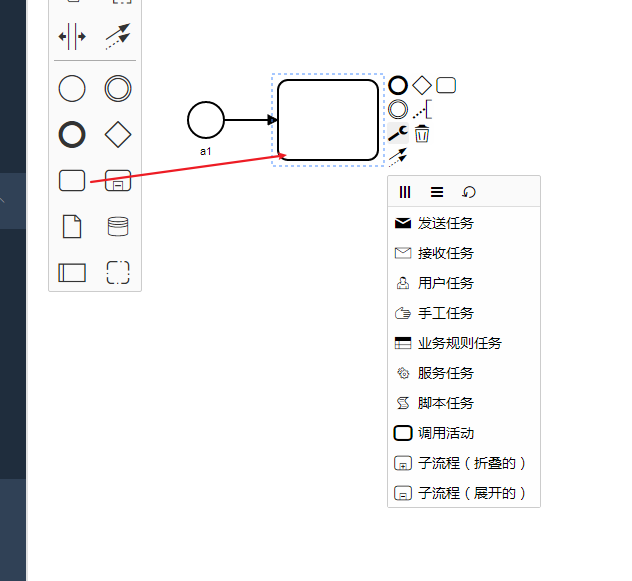 a1
发送任务
接收任务
用户任务
手工任务
业务规则任务
服务任务
脚本任务
调用活动
子流程（折叠的）
子流程（展开的）